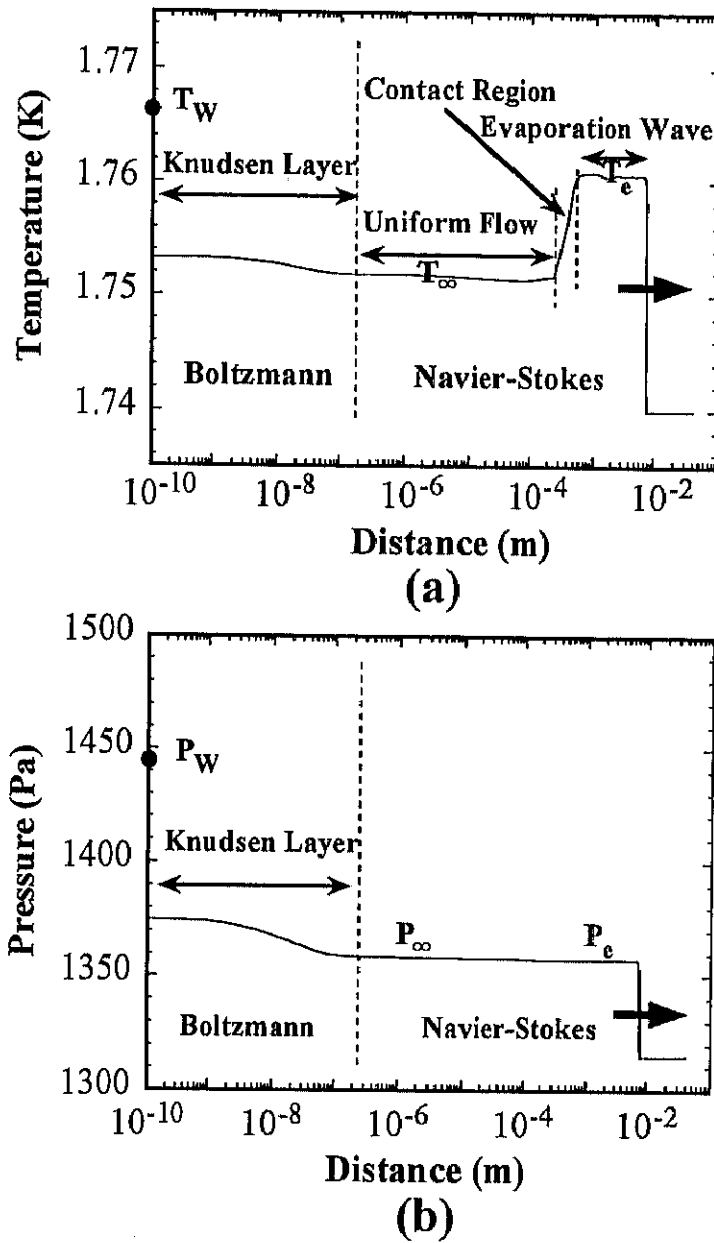 1.77
1.76
1.75
1.74
Temperature (K)
T_W
Contact Region
Evaporation Wave
T_e
Knudsen Layer
Uniform Flow
T_∞
Boltzmann
Navier-Stokes
10^-10
10^-8
10^-6
10^-4
10^-2
Distance (m)
(a)
1500
1450
1400
1350
1300
Pressure (Pa)
P_W
Knudsen Layer
P_∞
P_e
Boltzmann
Navier-Stokes
10^-10
10^-8
10^-6
10^-4
10^-2
Distance (m)
(b)